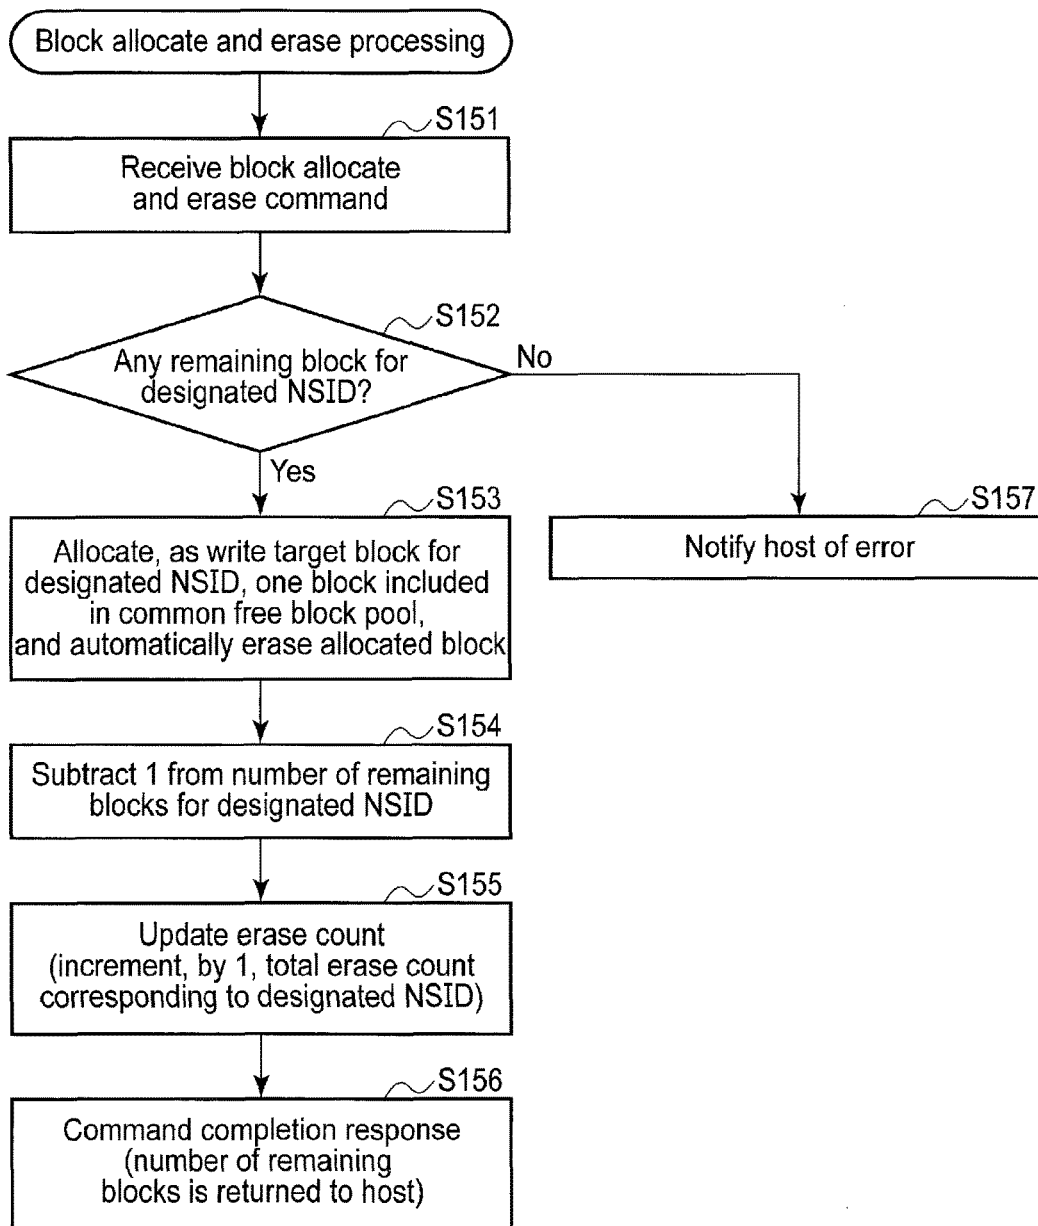 Block allocate and erase processing
S151
Receive block allocate
and erase command
S152
Any remaining block for
designated NSID?
No
Yes
S153
Allocate, as write target block for
designated NSID, one block included
in common free block pool,
and automatically erase allocated block
S157
Notify host of error
S154
Subtract 1 from number of remaining
blocks for designated NSID
S155
Update erase count
(increment, by 1, total erase count
corresponding to designated NSID)
S156
Command completion response
(number of remaining
blocks is returned to host)